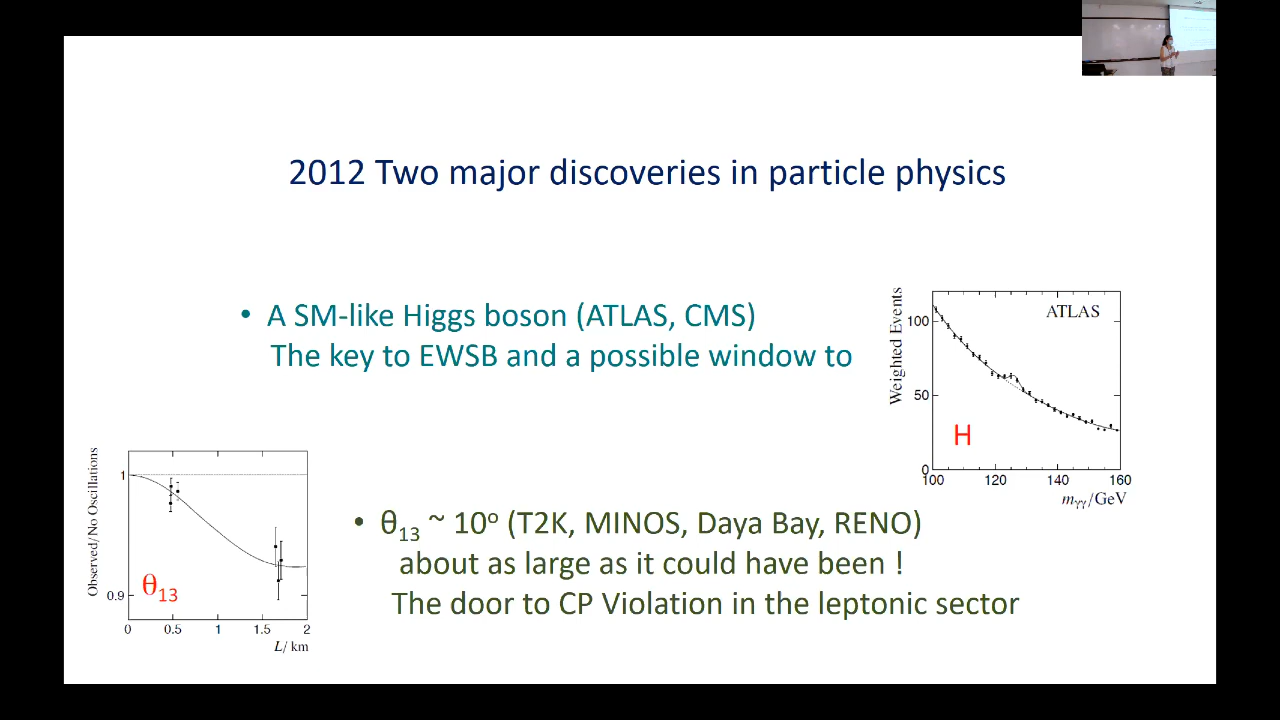 2012 Two major discoveries in particle physics
• A SM-like Higgs boson (ATLAS, CMS)
The key to EWSB and a possible window to
Weighted Events
100
50
0
ATLAS
H
100 120 140 160
mγγ/GeV
Observed/No Oscillations
1
0.9
θ13
0 0.5 1 1.5 2
L/km
• θ13 ~ 10º (T2K, MINOS, Daya Bay, RENO)
about as large as it could have been !
The door to CP Violation in the leptonic sector